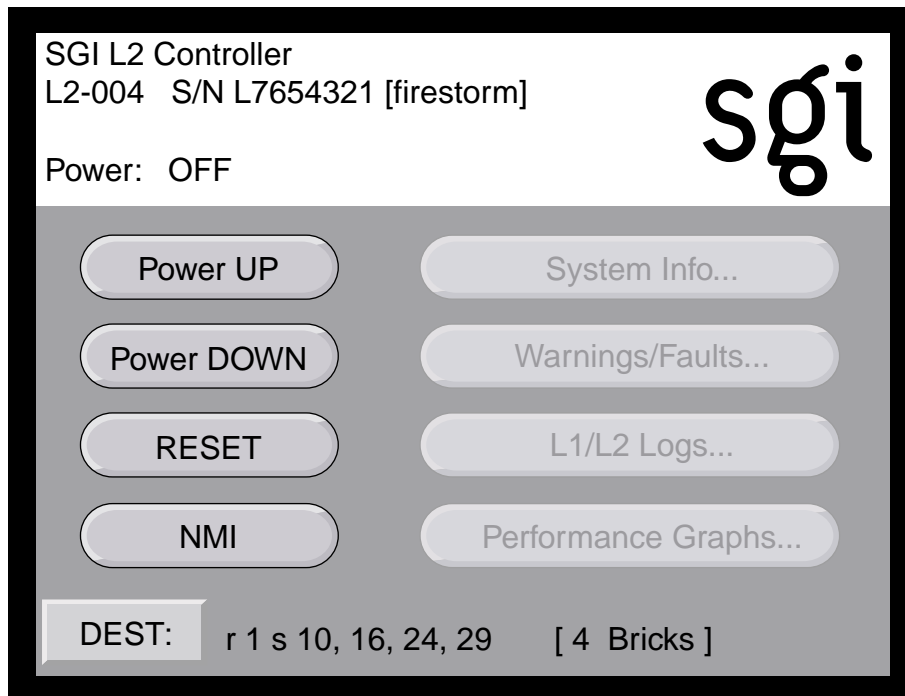 SGI L2 Controller
L2-004 S/N L7654321 [firestorm]
sgi
Power: OFF
Power UP
System Info...
Power DOWN
Warnings/Faults...
RESET
L1/L2 Logs...
NMI
Performance Graphs...
DEST: r 1 s 10, 16, 24, 29 [ 4 Bricks ]